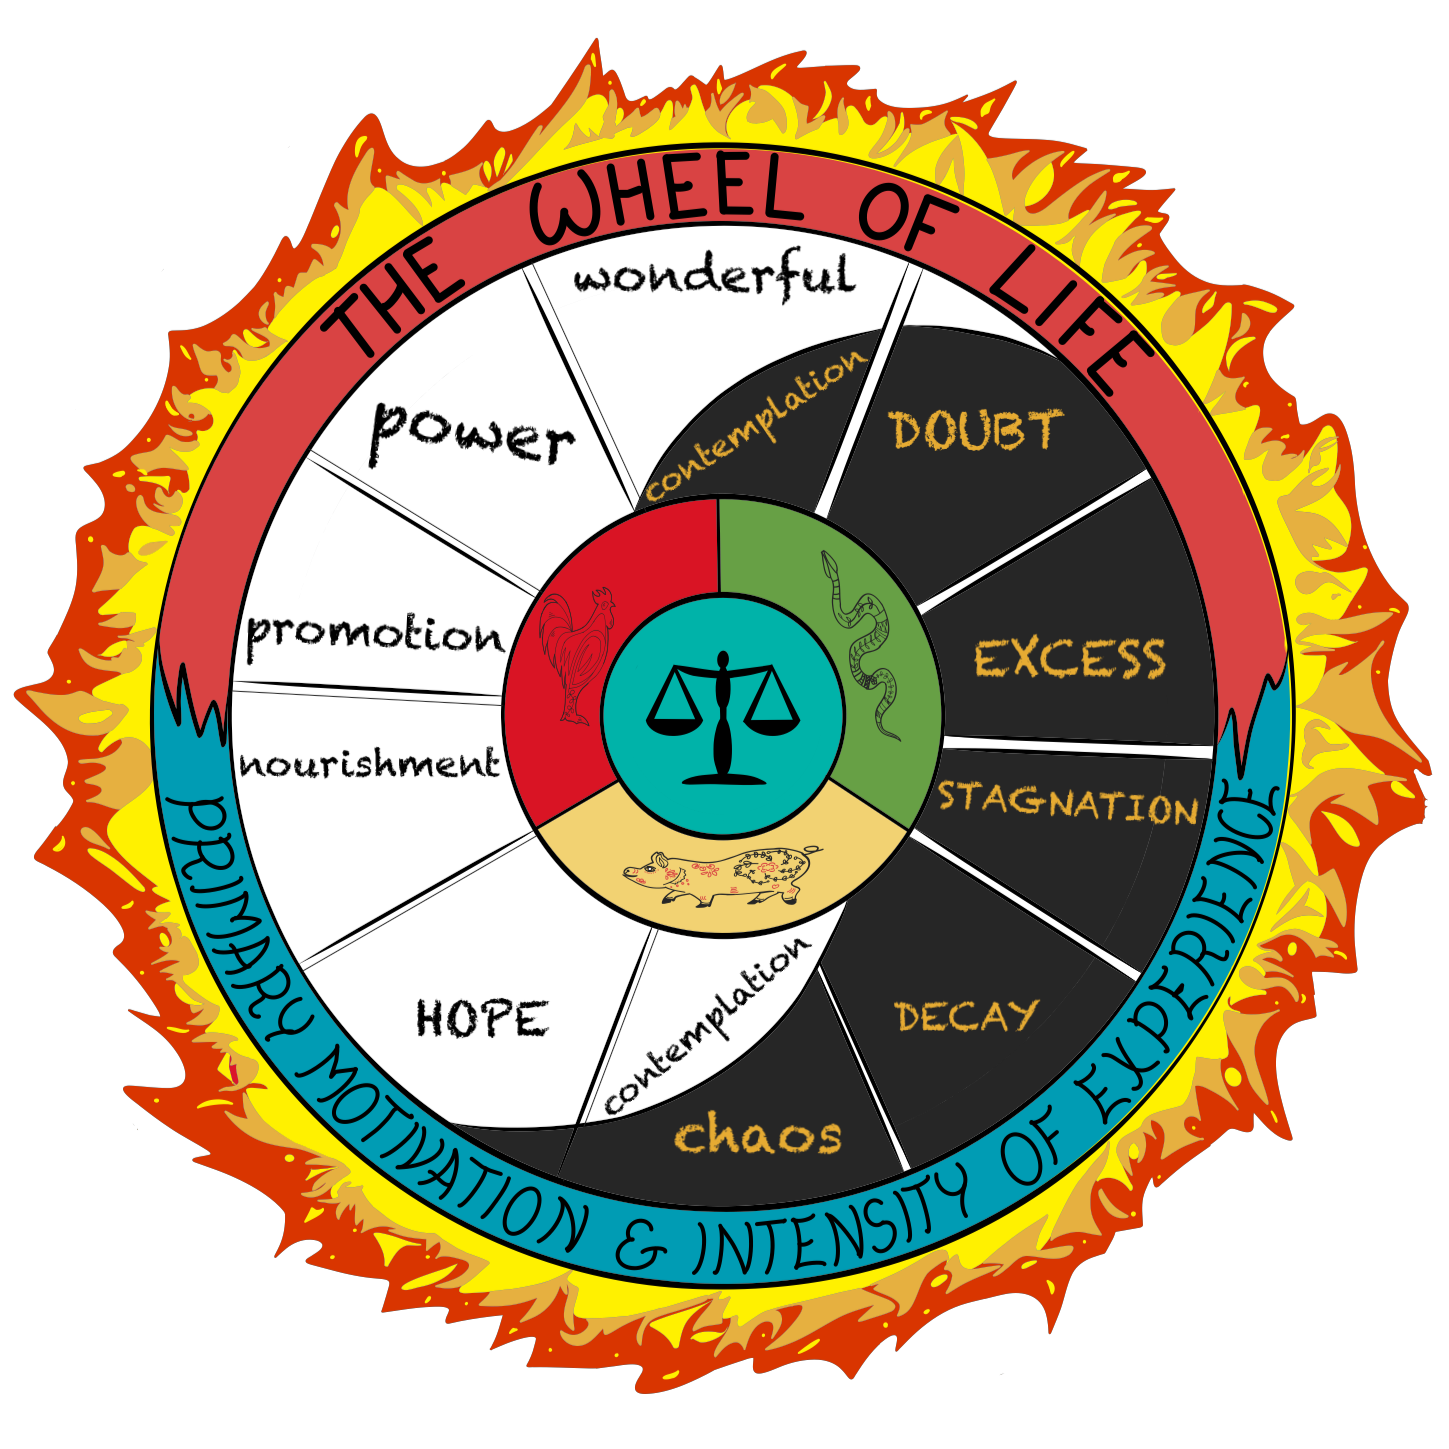 THE WHEEL OF LIFE
wonderful
contemplation
DOUBT
EXCESS
STAGNATION
DECAY
chaos
contemplation
HOPE
nourishment
promotion
power
PRIMARY MOTIVATION & INTENSITY OF EXPERIENCE